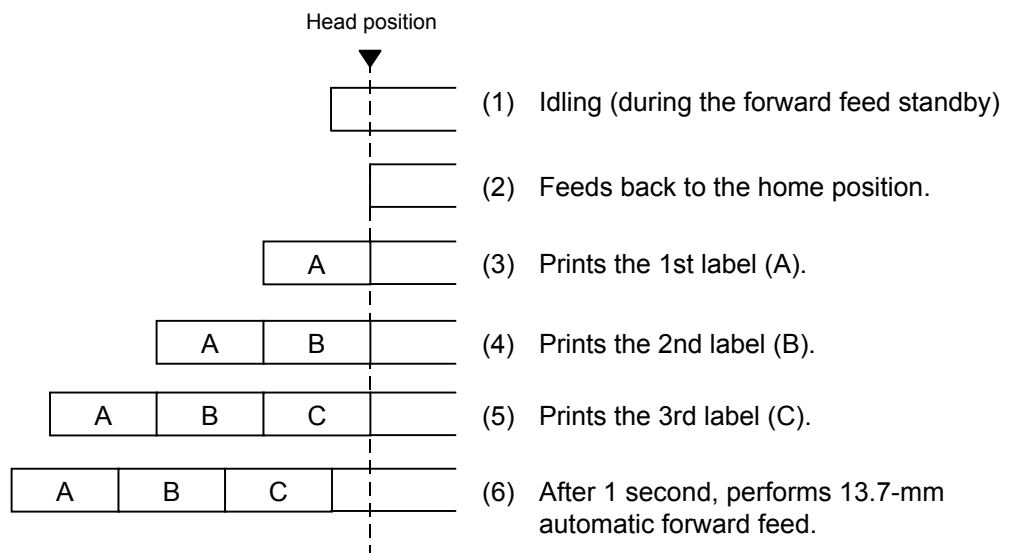 Head position
(1) Idling (during the forward feed standby)
(2) Feeds back to the home position.
A
(3) Prints the 1st label (A).
A B
(4) Prints the 2nd label (B).
A B C
(5) Prints the 3rd label (C).
A B C
(6) After 1 second, performs 13.7-mm
automatic forward feed.